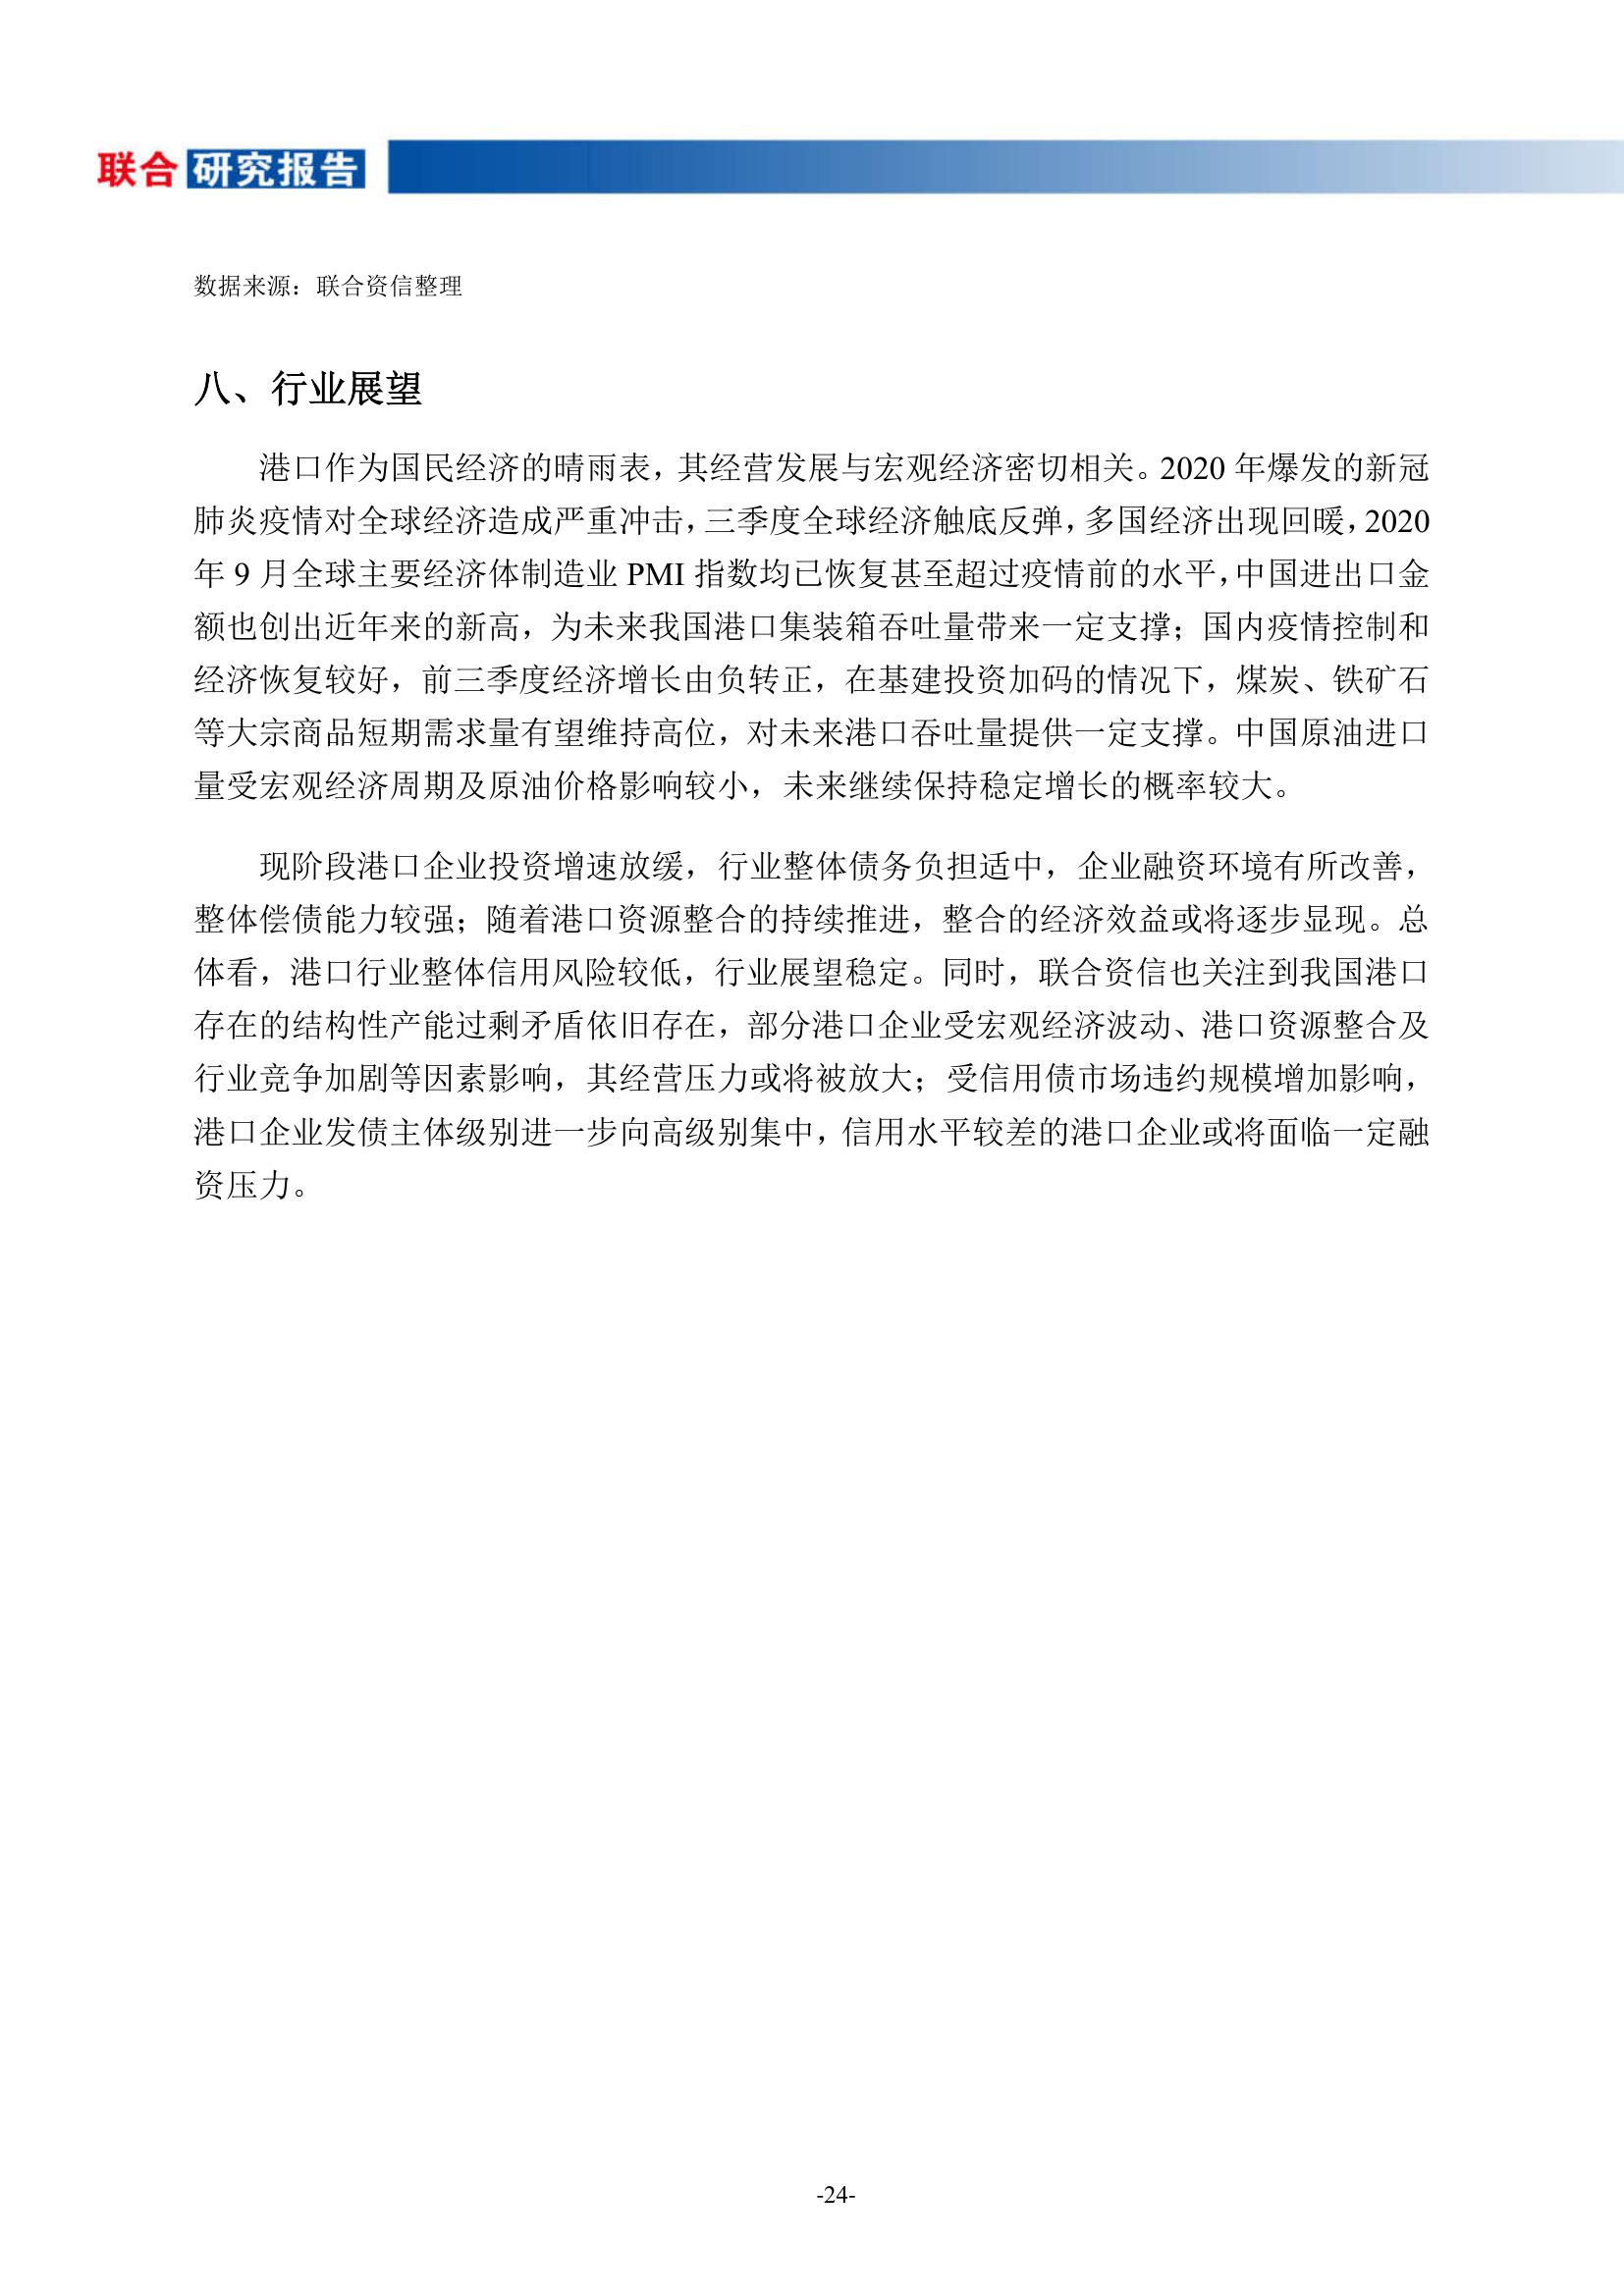 联合 研究报告
数据来源：联合资信整理
八、行业展望
港口作为国民经济的晴雨表，其经营发展与宏观经济密切相关。2020 年爆发的新冠
肺炎疫情对全球经济造成严重冲击，三季度全球经济触底反弹，多国经济出现回暖，2020
年 9 月全球主要经济体制造业 PMI 指数均已恢复甚至超过疫情前的水平，中国进出口金
额也创出近年来的新高，为未来我国港口集装箱吞吐量带来一定支撑；国内疫情控制和
经济恢复较好，前三季度经济增长由负转正，在基建投资加码的情况下，煤炭、铁矿石
等大宗商品短期需求量有望维持高位，对未来港口吞吐量提供一定支撑。中国原油进口
量受宏观经济周期及原油价格影响较小，未来继续保持稳定增长的概率较大。
现阶段港口企业投资增速放缓，行业整体债务负担适中，企业融资环境有所改善，
整体偿债能力较强；随着港口资源整合的持续推进，整合的经济效益或将逐步显现。总
体看，港口行业整体信用风险较低，行业展望稳定。同时，联合资信也关注到我国港口
存在的结构性产能过剩矛盾依旧存在，部分港口企业受宏观经济波动、港口资源整合及
行业竞争加剧等因素影响，其经营压力或将被放大；受信用债市场违约规模增加影响，
港口企业发债主体级别进一步向高级别集中，信用水平较差的港口企业或将面临一定融
资压力。
-24-